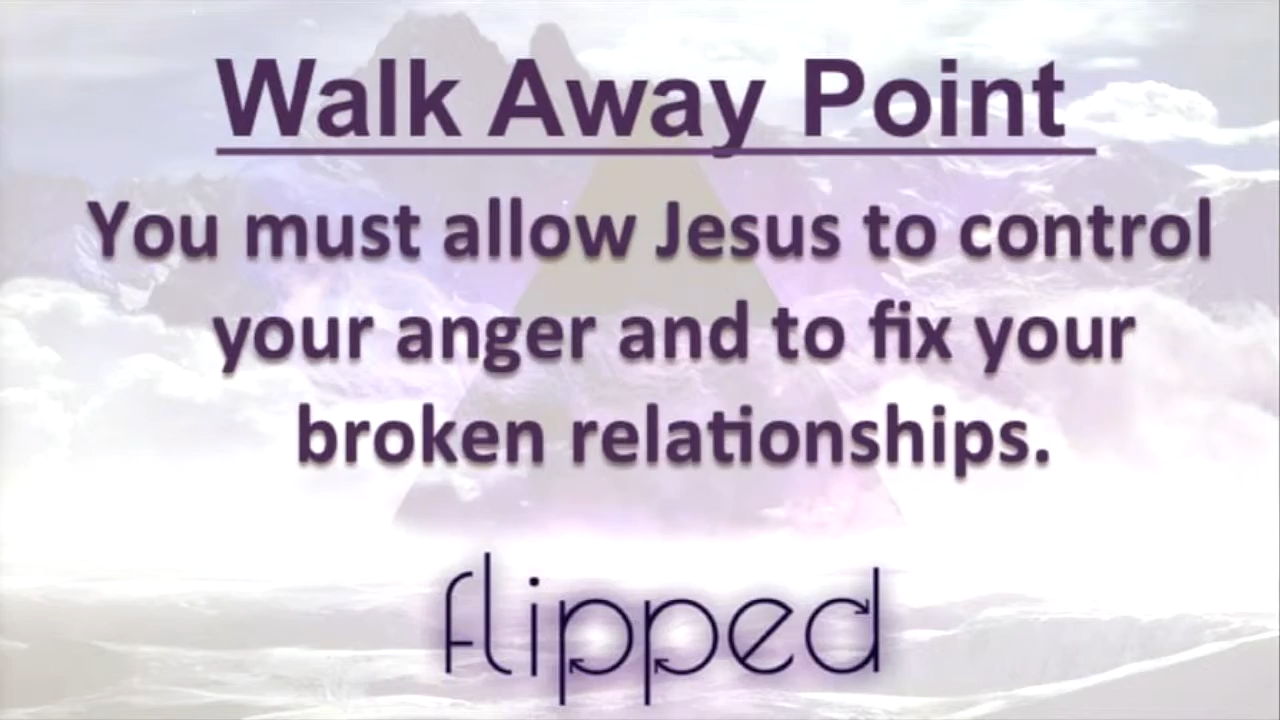 Walk Away Point
You must allow Jesus to control
your anger and to fix your
broken relationships.
flipped